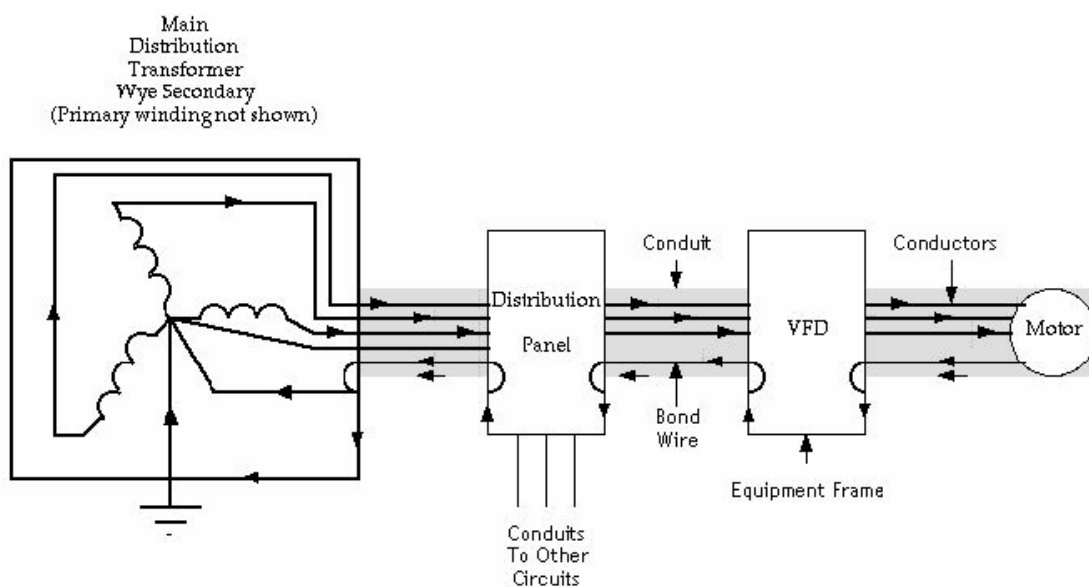 Main
Distribution
Transformer
Wye Secondary
(Primary winding not shown)
Conduit
Conductors
Distribution
Panel
VFD
Motor
Bond
Wire
Equipment Frame
Conduits
To Other
Circuits